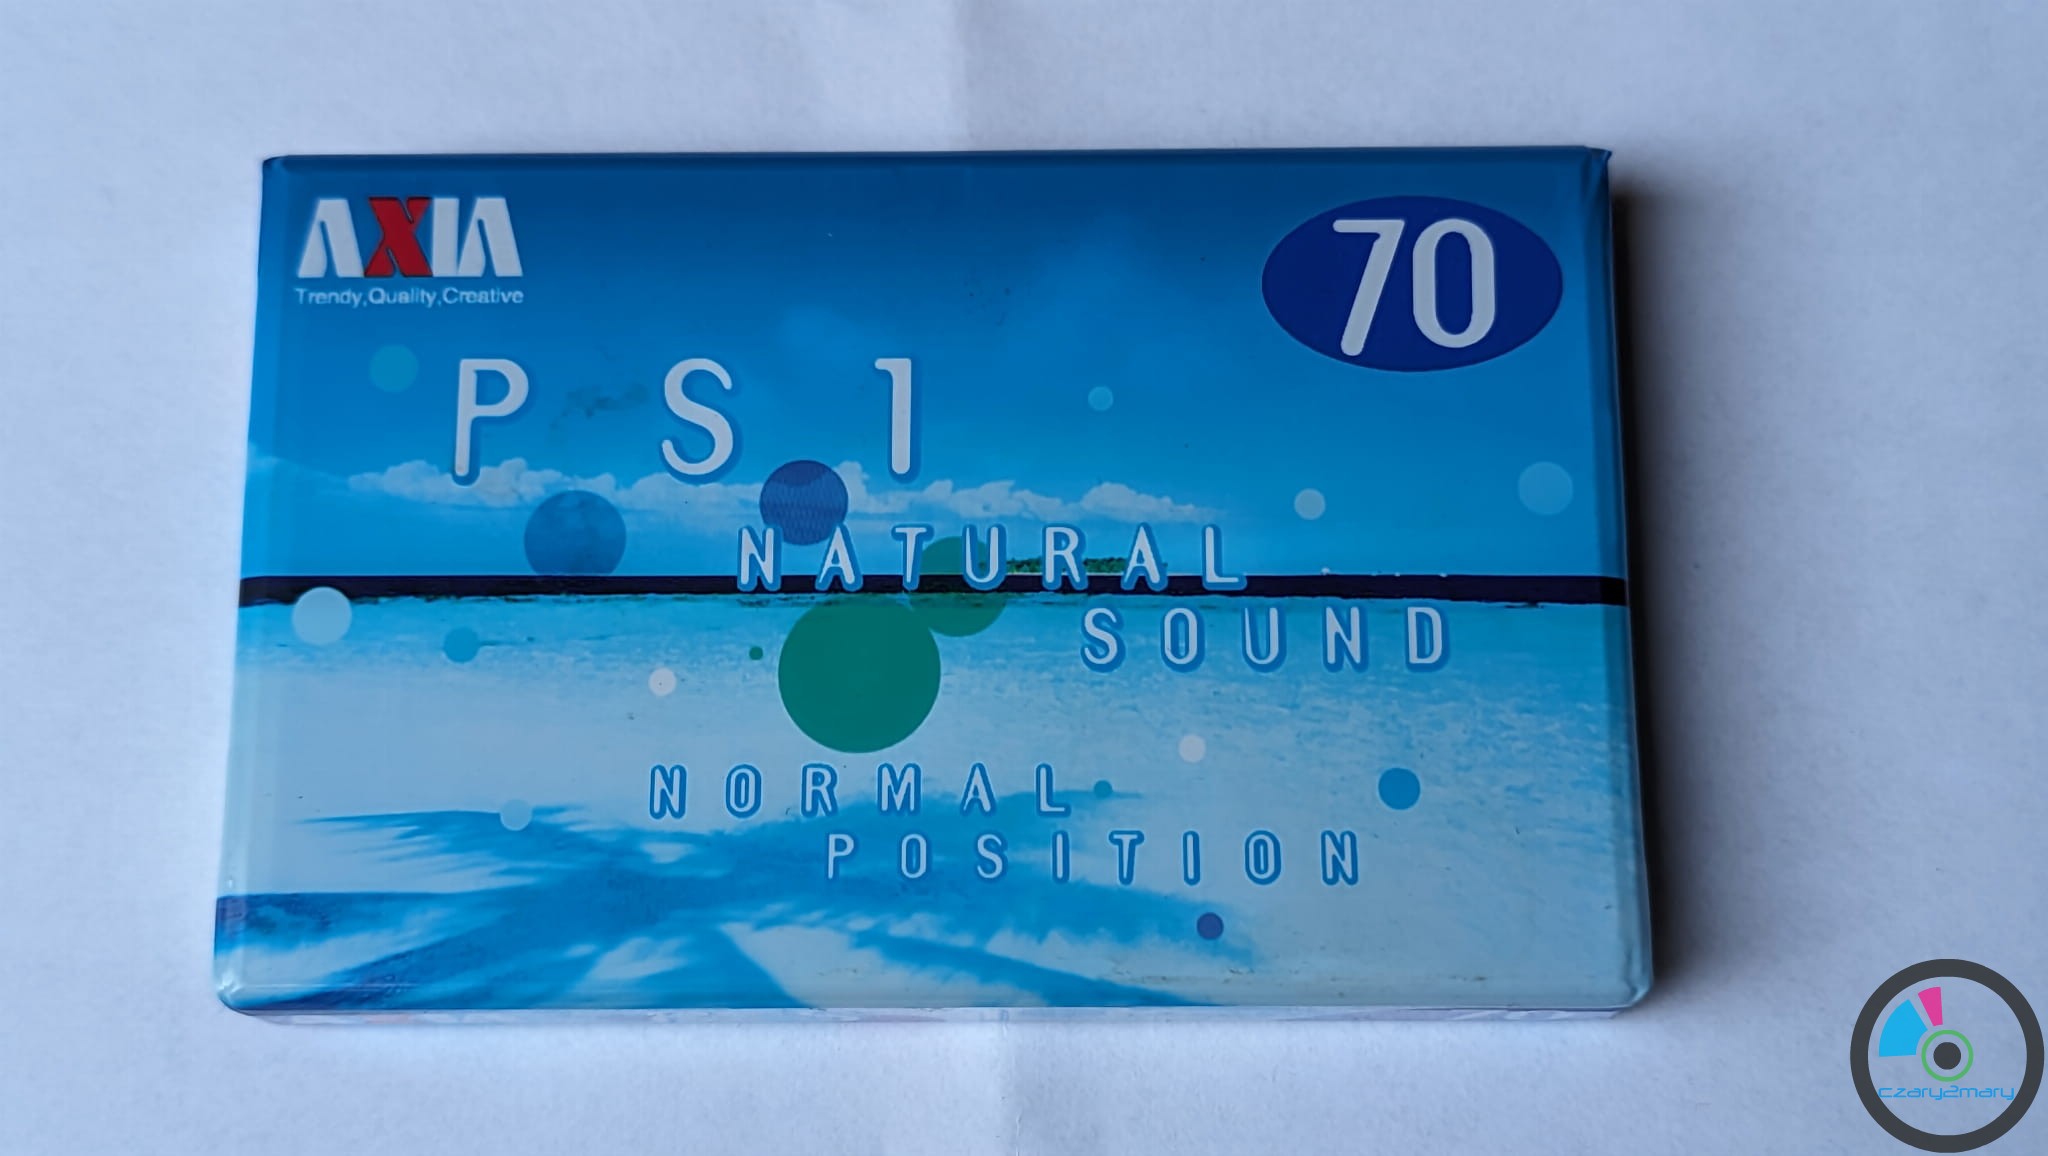 AXIA
Trendy,Quality,Creative
70
PS1
NATURAL
SOUND
NORMAL
POSITION
czary2mary